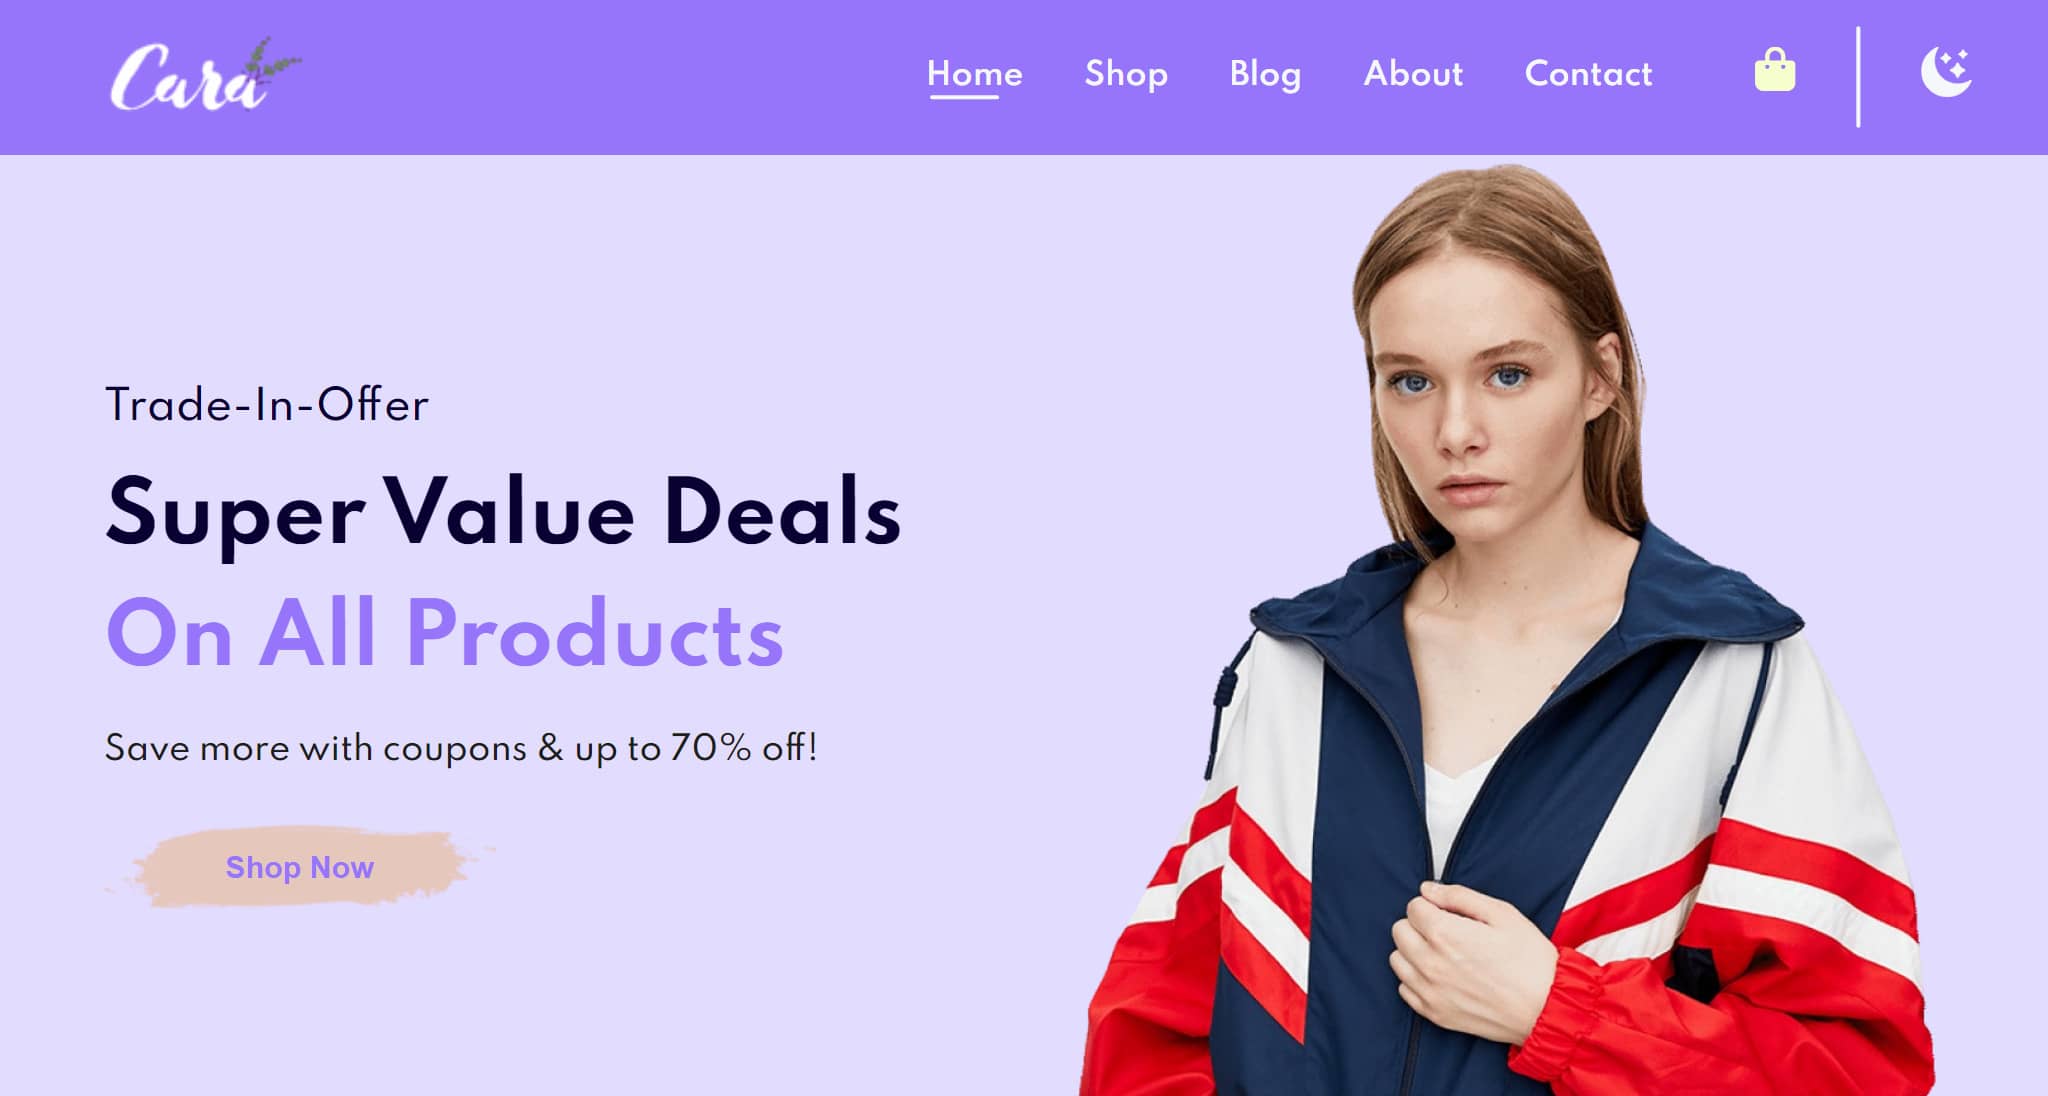 Cara
Home Shop Blog About Contact
Trade-In-Offer
Super Value Deals
On All Products
Save more with coupons & up to 70% off!
Shop Now